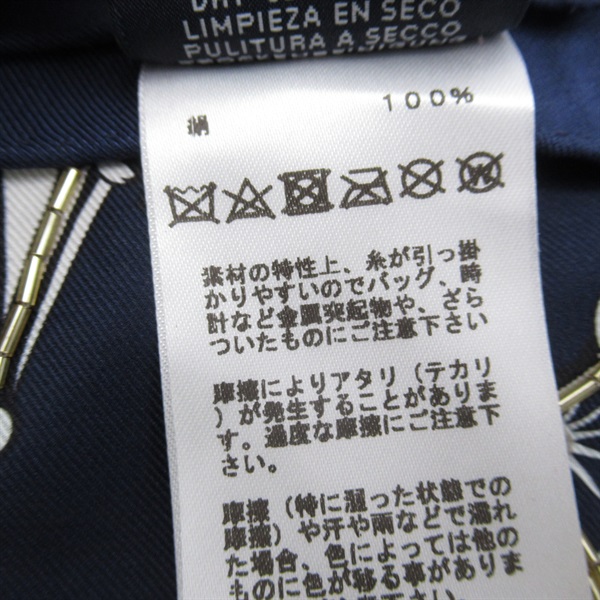 LIMPIEZA EN SECO
PULITURA A SECCO
絹 100%
素材の特性上、糸が引っ掛
かりやすいのでバッグ、時
計など金属突起物や、ざら
ついたものにご注意下さい
摩擦によりアタリ（テカリ
）が発生することがありま
す。過度な摩擦にご注意下
さい。
摩擦（特に湿った状態での
摩擦）や汗や雨などで濡れ
た場合、色によっては他の
ものに色が移る事がありま